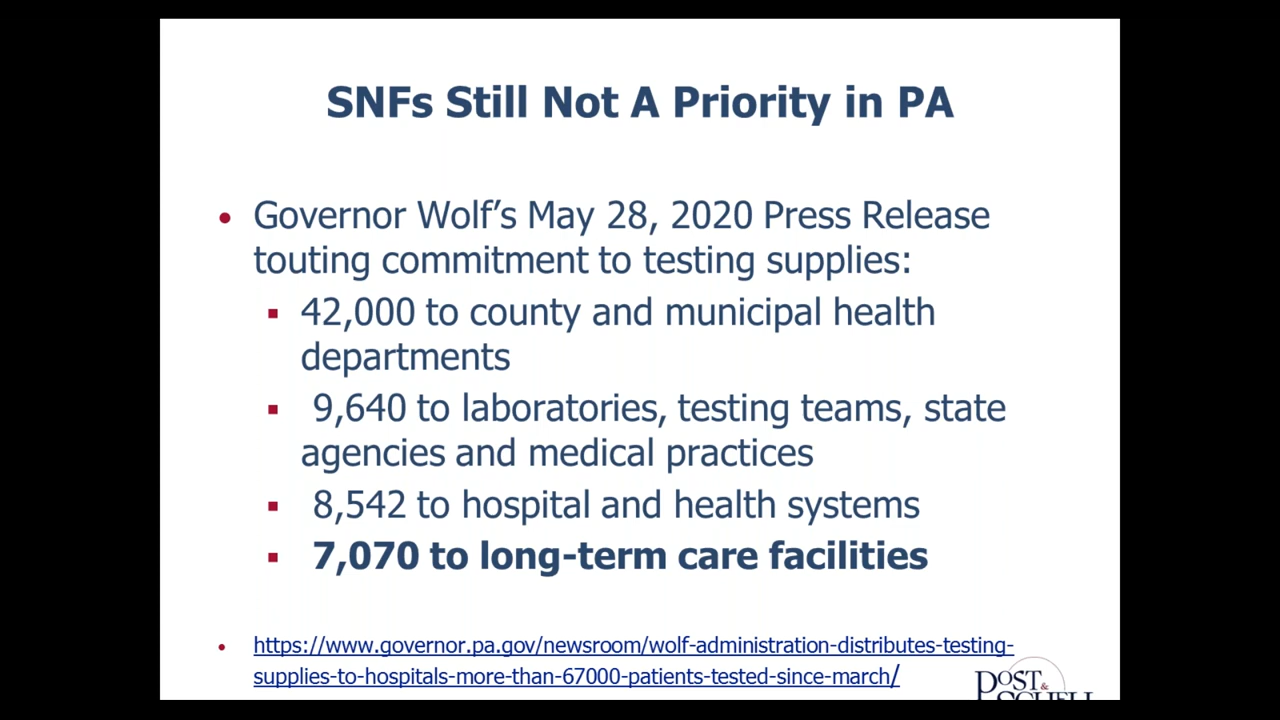 SNFs Still Not A Priority in PA
• Governor Wolf’s May 28, 2020 Press Release
touting commitment to testing supplies:
▪ 42,000 to county and municipal health
departments
▪ 9,640 to laboratories, testing teams, state
agencies and medical practices
▪ 8,542 to hospital and health systems
▪ 7,070 to long-term care facilities
• https://www.governor.pa.gov/newsroom/wolf-administration-distributes-testing-
supplies-to-hospitals-more-than-67000-patients-tested-since-march/
POST &
SCHELL